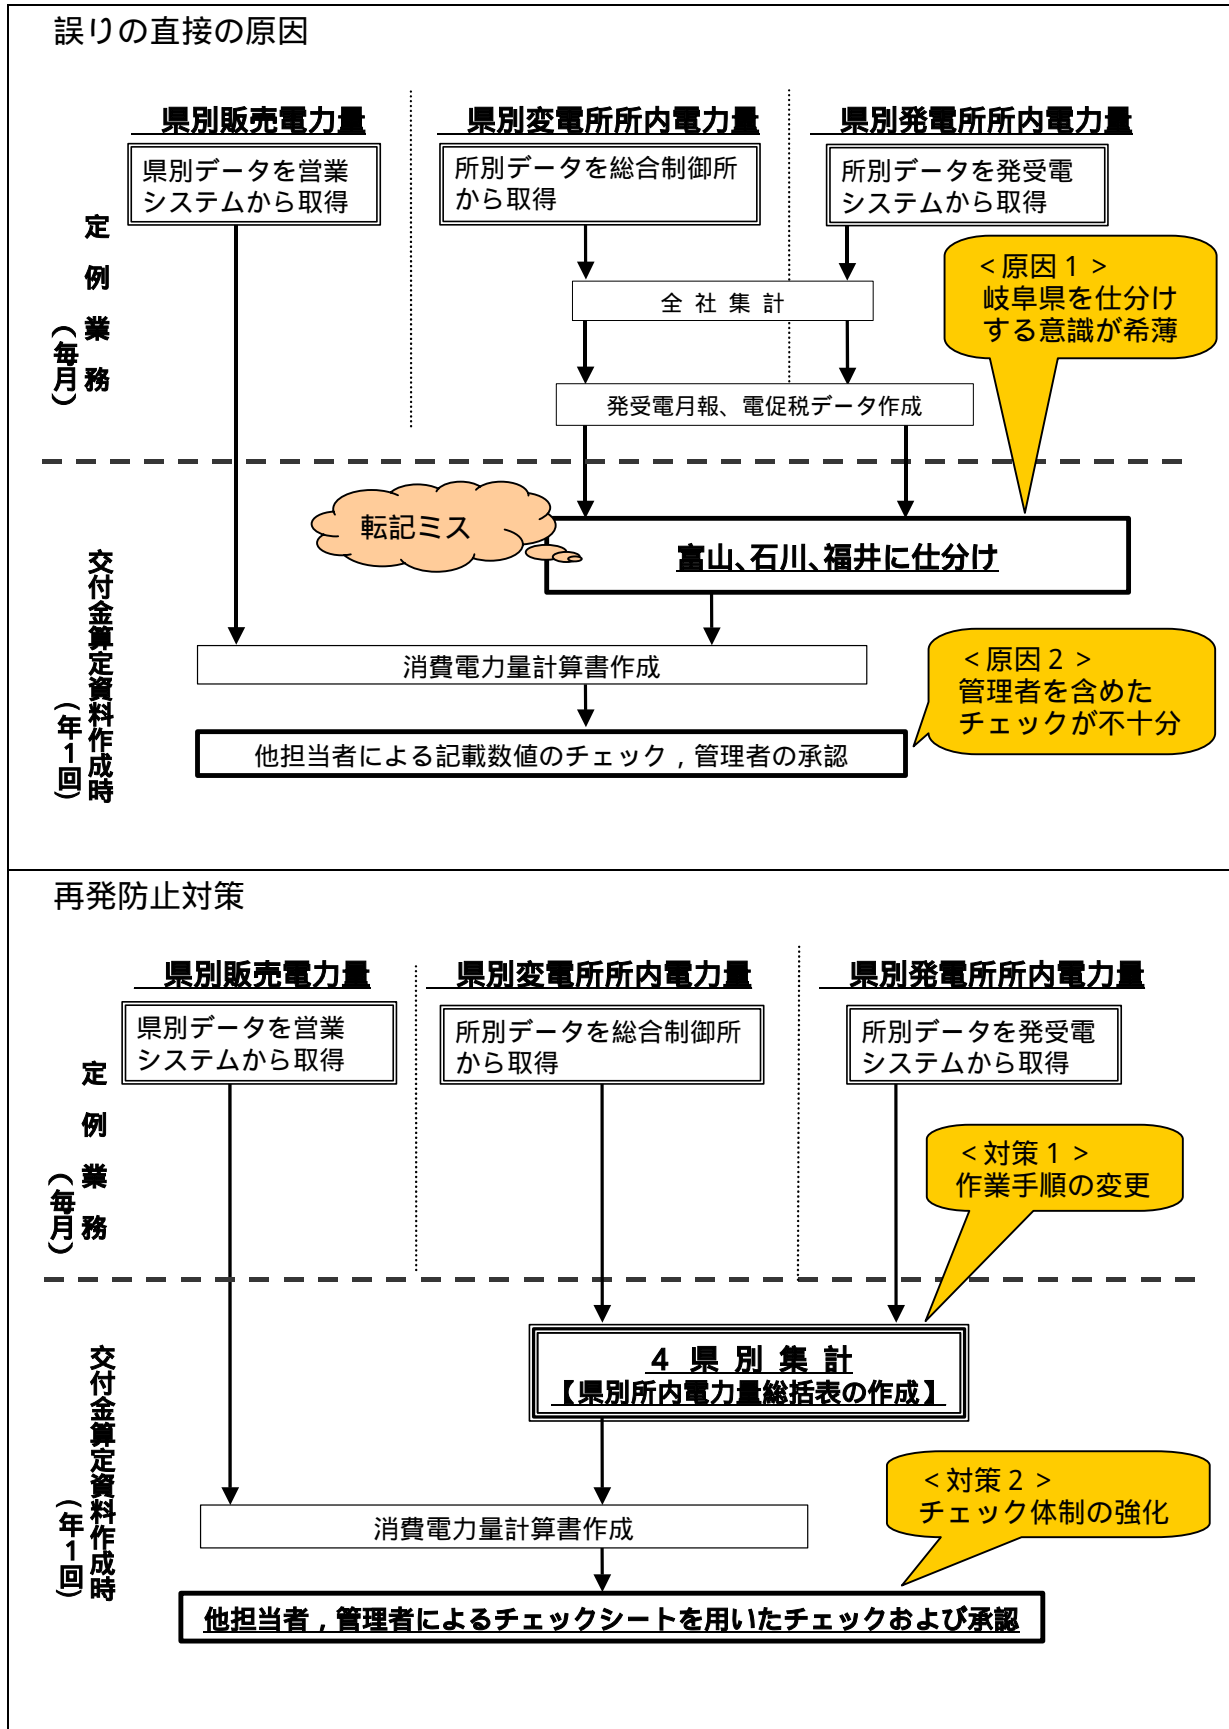 誤りの直接の原因
県別販売電力量
県別変電所所内電力量
県別発電所所内電力量
県別データを営業
システムから取得
所別データを総合制御所
から取得
所別データを発受電
システムから取得
定例業務
（毎月）
全社集計
発受電月報、電促税データ作成
<原因1>
岐阜県を仕分け
する意識が希薄
転記ミス
富山、石川、福井に仕分け
交付金算定資料作成時
（年1回）
消費電力量計算書作成
<原因2>
管理者を含めた
チェックが不十分
他担当者による記載数値のチェック，管理者の承認
再発防止対策
県別販売電力量
県別変電所所内電力量
県別発電所所内電力量
県別データを営業
システムから取得
所別データを総合制御所
から取得
所別データを発受電
システムから取得
定例業務
（毎月）
<対策1>
作業手順の変更
4県別集計
【県別所内電力量総括表の作成】
交付金算定資料作成時
（年1回）
<対策2>
チェック体制の強化
消費電力量計算書作成
他担当者，管理者によるチェックシートを用いたチェックおよび承認